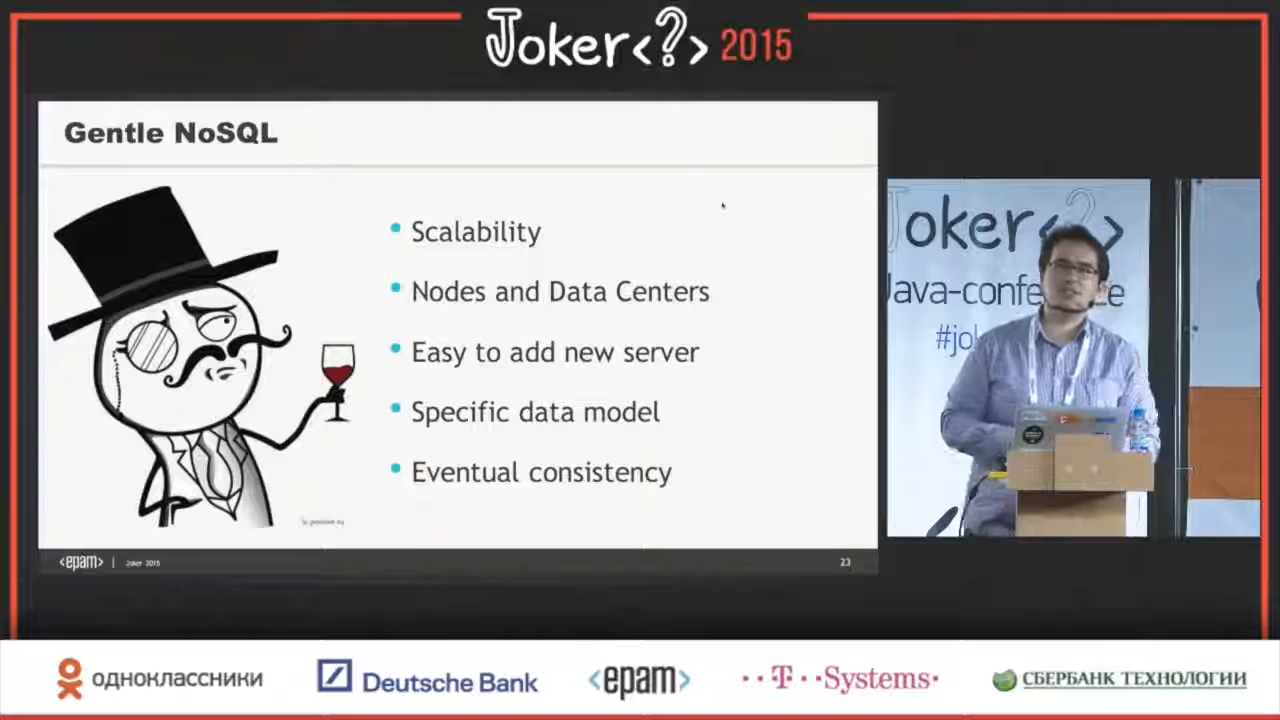 Joker<?> 2015
Gentle NoSQL
• Scalability
• Nodes and Data Centers
• Easy to add new server
• Specific data model
• Eventual consistency
<epam> | Joker 2015
23
Joker<?>
Java-confe
#jo
одноклассники
Deutsche Bank
<epam>
··T··Systems·
СБЕРБАНК ТЕХНОЛОГИИ